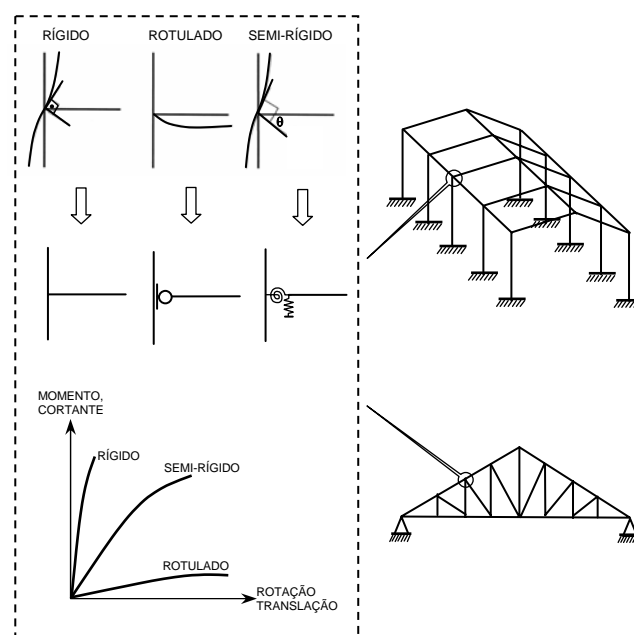 RÍGIDO
ROTULADO
SEMI-RÍGIDO
θ
MOMENTO,
CORTANTE
RÍGIDO
SEMI-RÍGIDO
ROTULADO
ROTAÇÃO
TRANSLAÇÃO